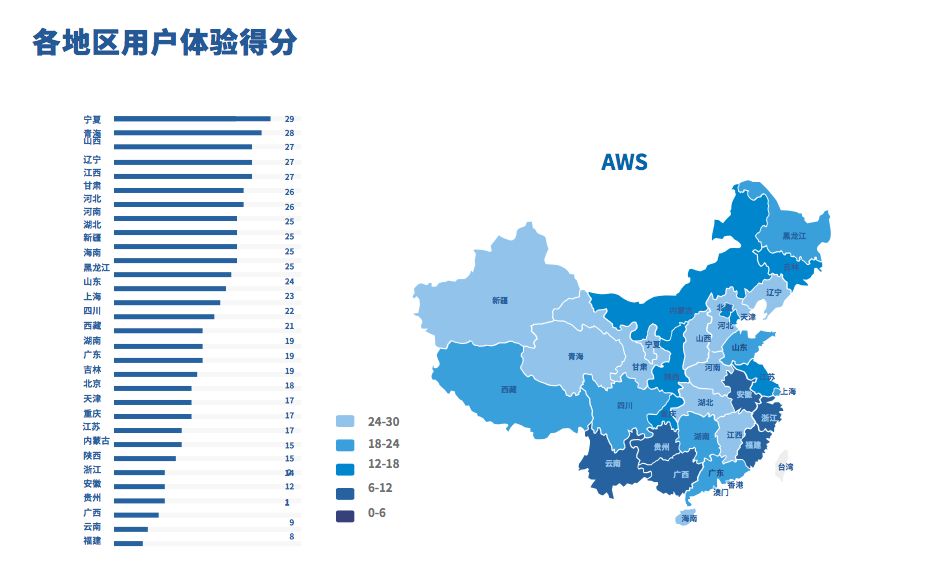 各地区用户体验得分
宁夏 29
青海 28
山西 27
辽宁 27
江西 27
甘肃 26
河北
河南 26
湖北 25
新疆 25
海南 25
黑龙江 25
山东 24
上海 23
四川 22
西藏 21
湖南 19
广东 19
吉林 19
北京 18
天津 17
重庆 17
江苏 17
内蒙古 15
陕西 15
浙江 14
安徽 12
贵州 1
广西
云南 9
福建 8
AWS
24-30
18-24
12-18
6-12
0-6
黑龙江
吉林
辽宁
新疆
内蒙古
北京
天津
河北
宁夏
山西
山东
青海
甘肃
河南
陕西
江苏
西藏
安徽
上海
四川
湖北
重庆
浙江
湖南
江西
贵州
福建
云南
台湾
广西
广东
香港
澳门
海南